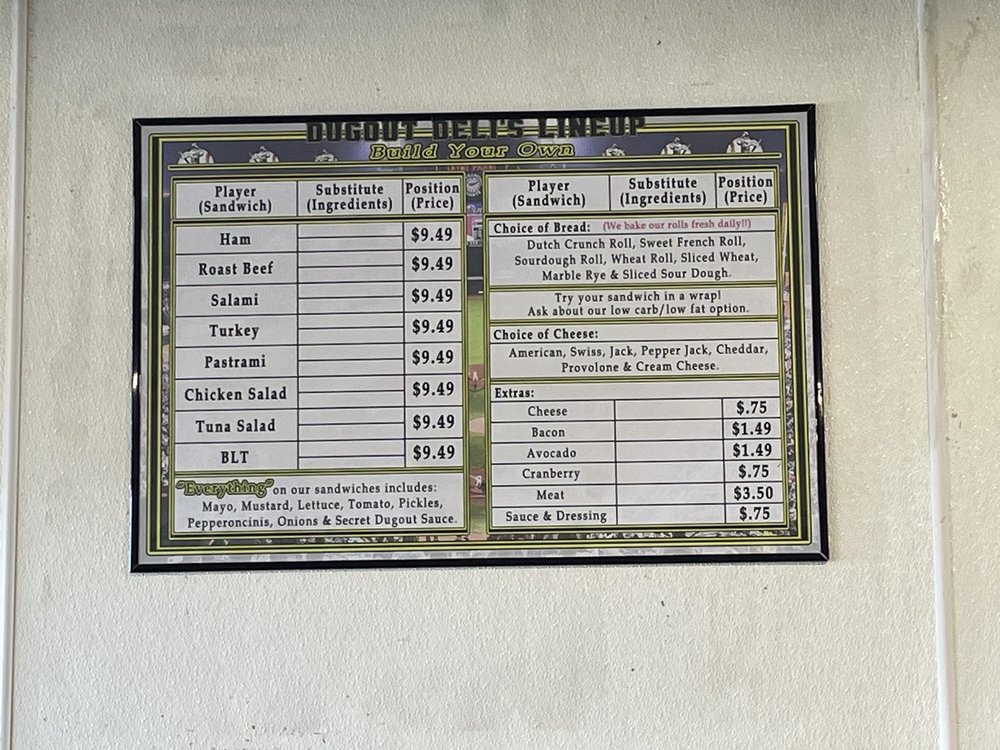 DUGOUT DELI'S LINEUP
Build Your Own
Player (Sandwich) Substitute (Ingredients) Position (Price)
Ham $9.49
Roast Beef $9.49
Salami $9.49
Turkey $9.49
Pastrami $9.49
Chicken Salad $9.49
Tuna Salad $9.49
BLT $9.49
"Everything" on our sandwiches includes:
Mayo, Mustard, Lettuce, Tomato, Pickles,
Pepperoncinis, Onions & Secret Dugout Sauce.
Player (Sandwich) Substitute (Ingredients) Position (Price)
Choice of Bread: (We bake our rolls fresh daily!!)
Dutch Crunch Roll, Sweet French Roll,
Sourdough Roll, Wheat Roll, Sliced Wheat,
Marble Rye & Sliced Sour Dough.
Try your sandwich in a wrap!
Ask about our low carb/low fat option.
Choice of Cheese:
American, Swiss, Jack, Pepper Jack, Cheddar,
Provolone & Cream Cheese.
Extras:
Cheese $.75
Bacon $1.49
Avocado $1.49
Cranberry $.75
Meat $3.50
Sauce & Dressing $.75